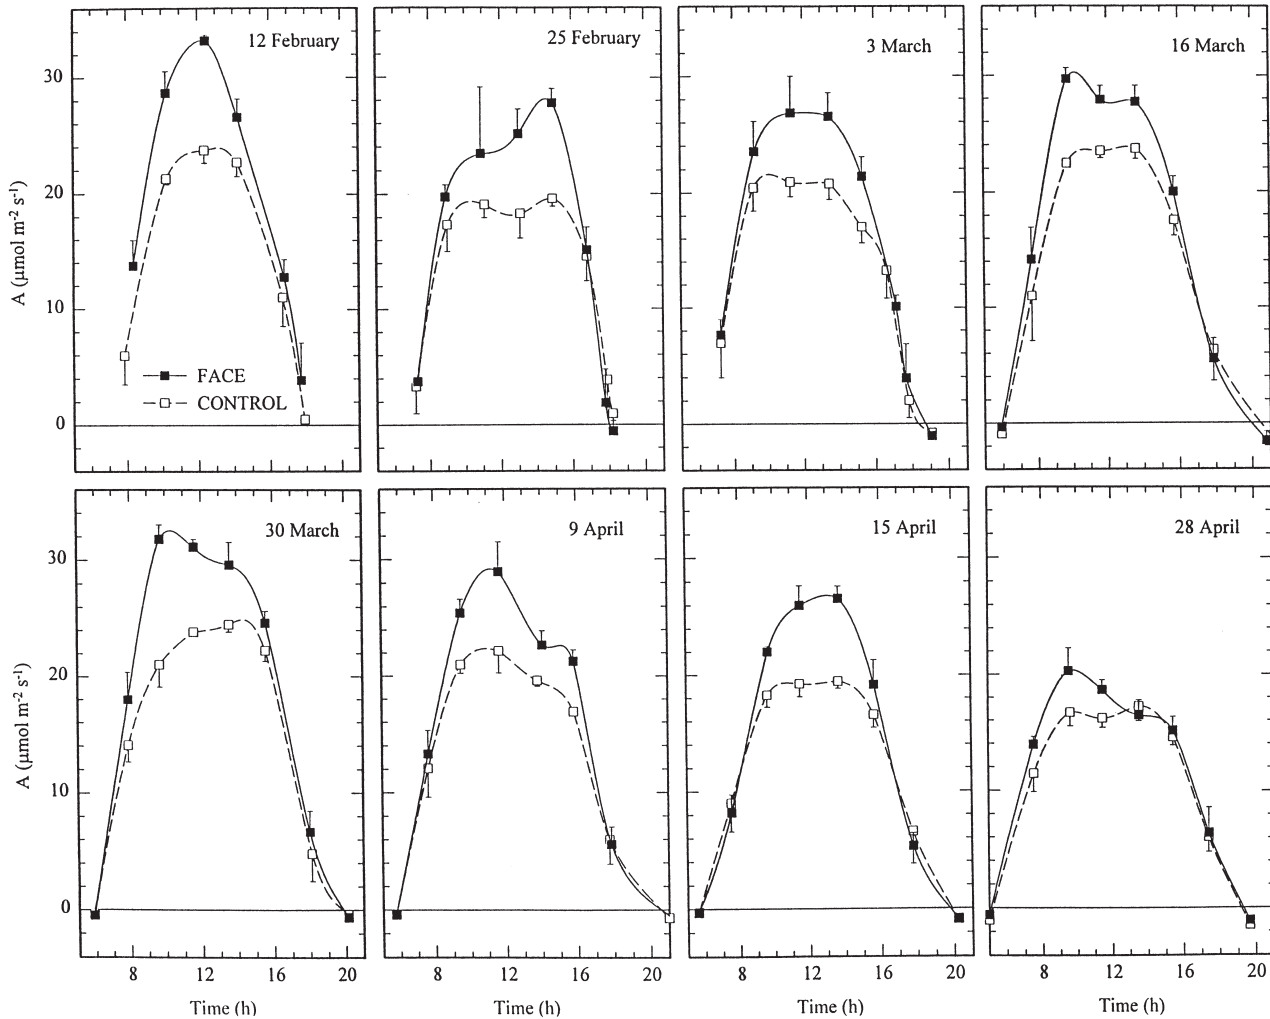 12 February
25 February
3 March
16 March
30
20
10
0
A (μmol m-2 s-1)
FACE
CONTROL
30 March
9 April
15 April
28 April
30
20
10
0
A (μmol m-2 s-1)
8 12 16 20
8 12 16 20
8 12 16 20
8 12 16 20
Time (h)
Time (h)
Time (h)
Time (h)